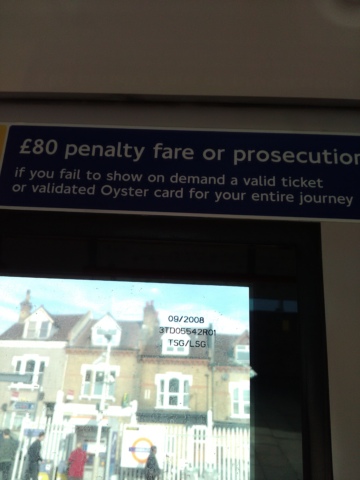 £80 penalty fare or prosecution
if you fail to show on demand a valid ticket
or validated Oyster card for your entire journey
09/2008
3TD05542R01
TSG/LSG